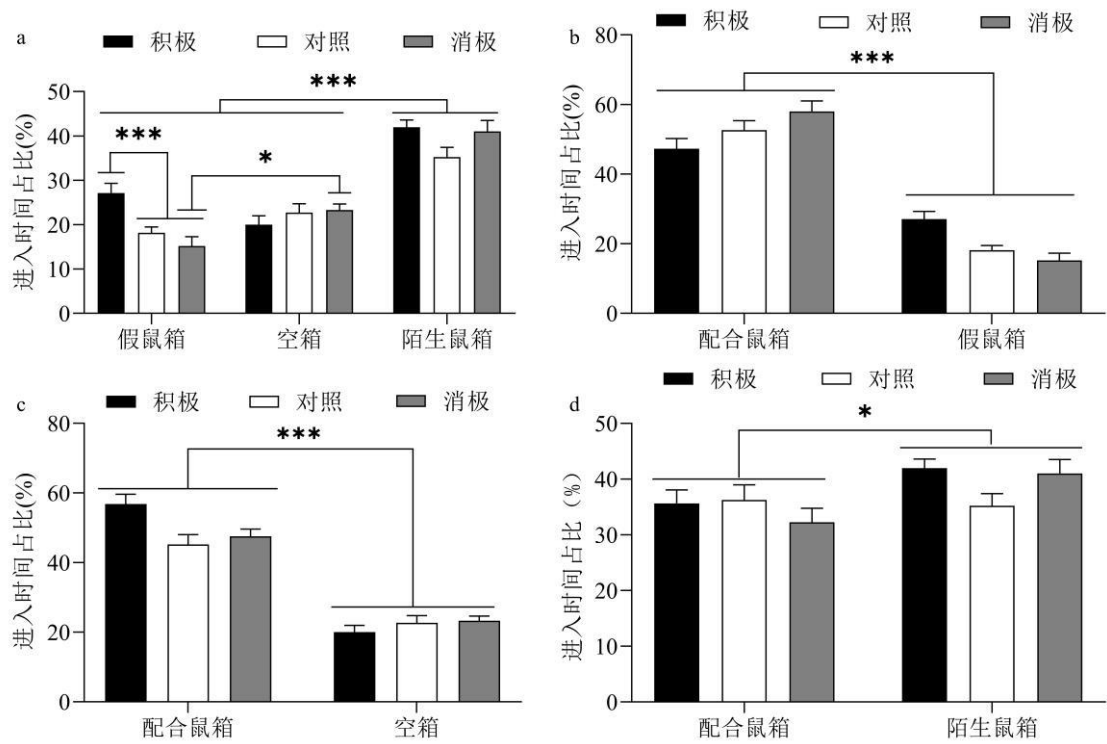 a
积极 对照 消极
进入时间占比(%)
50
40
30
20
10
0
***
***
*
假鼠箱 空箱 陌生鼠箱
b
积极 对照 消极
进入时间占比(%)
80
60
40
20
0
***
配合鼠箱 假鼠箱
c
积极 对照 消极
进入时间占比(%)
80
60
40
20
0
***
配合鼠箱 空箱
d
积极 对照 消极
进入时间占比（%）
50
40
30
20
10
0
*
配合鼠箱 陌生鼠箱